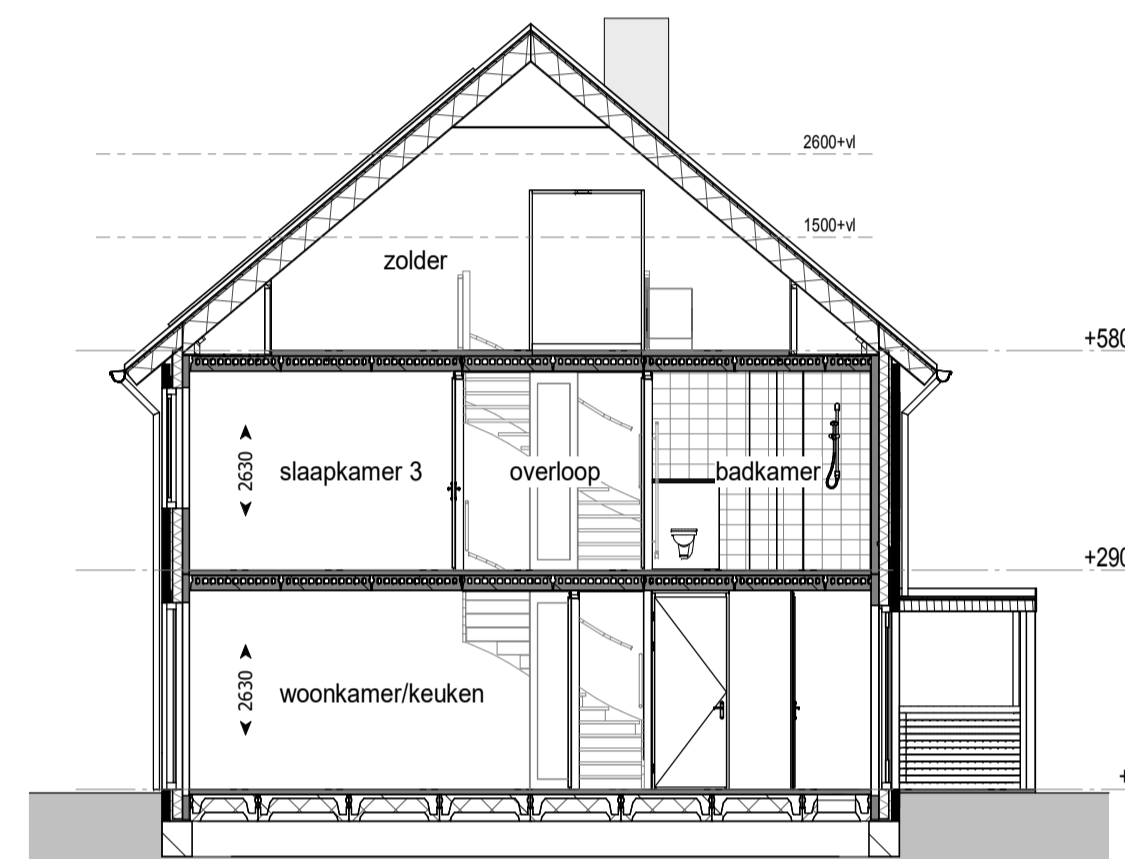 2600+vl
1500+vl
zolder
+580
2630
slaapkamer 3
overloop
badkamer
+290
2630
woonkamer/keuken
+